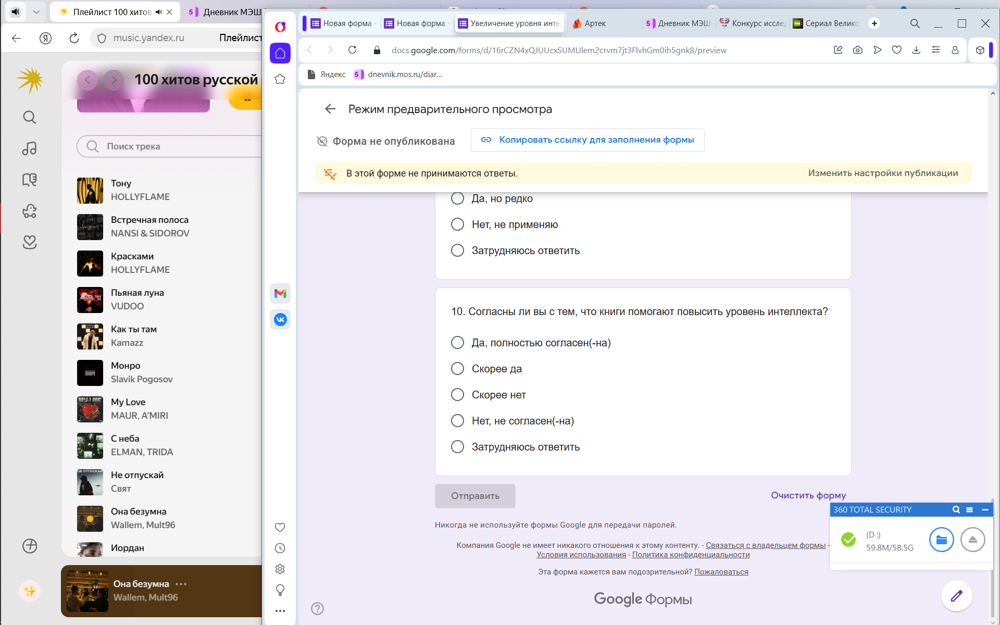 Плейлист 100 хитов
5 Дневник МЭШ
music.yandex.ru
Плейлист
100 хитов русской
Поиск трека
Тону
HOLLYFLAME
Встречная полоса
NANSI & SIDOROV
Красками
HOLLYFLAME
Пьяная луна
VUDOO
Как ты там
Kamazz
Монро
Slavik Pogosov
My Love
MAUR, A'MIRI
С неба
ELMAN, TRIDA
Не отпускай
Свят
Она безумна
Wallem, Mult96
Иордан
Она безумна
Wallem, Mult96
Новая форма -
Новая форма -
Увеличение уровня инте
Артек
5 Дневник МЭШ
Конкурс исслед
Сериал Велико
docs.google.com/forms/d/16rCZN4xQJUUcxSUMUlem2crvm7jt3FlvhGm0ih5gnk8/preview
Яндекс
5 dnevnik.mos.ru/diar...
Режим предварительного просмотра
Форма не опубликована
Копировать ссылку для заполнения формы
В этой форме не принимаются ответы.
Изменить настройки публикации
Да, но редко
Нет, не применяю
Затрудняюсь ответить
10. Согласны ли вы с тем, что книги помогают повысить уровень интеллекта?
Да, полностью согласен(-на)
Скорее да
Скорее нет
Нет, не согласен(-на)
Затрудняюсь ответить
Отправить
Очистить форму
Никогда не используйте формы Google для передачи паролей.
Компания Google не имеет никакого отношения к этому контенту. - Связаться с владельцем формы -
Условия использования - Политика конфиденциальности
Эта форма кажется вам подозрительной? Пожаловаться
Google Формы
360 TOTAL SECURITY
(D :)
59.8M/58.5G